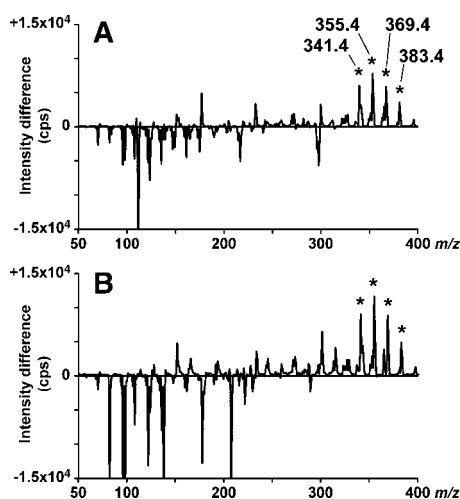 A
+1.5x10⁴
355.4 369.4
341.4 383.4
* * * *
0
Intensity difference
(cps)
-1.5x10⁴
50 100 200 300 400 m/z
B
+1.5x10⁴
* * * *
0
Intensity difference
(cps)
-1.5x10⁴
50 100 200 300 400 m/z